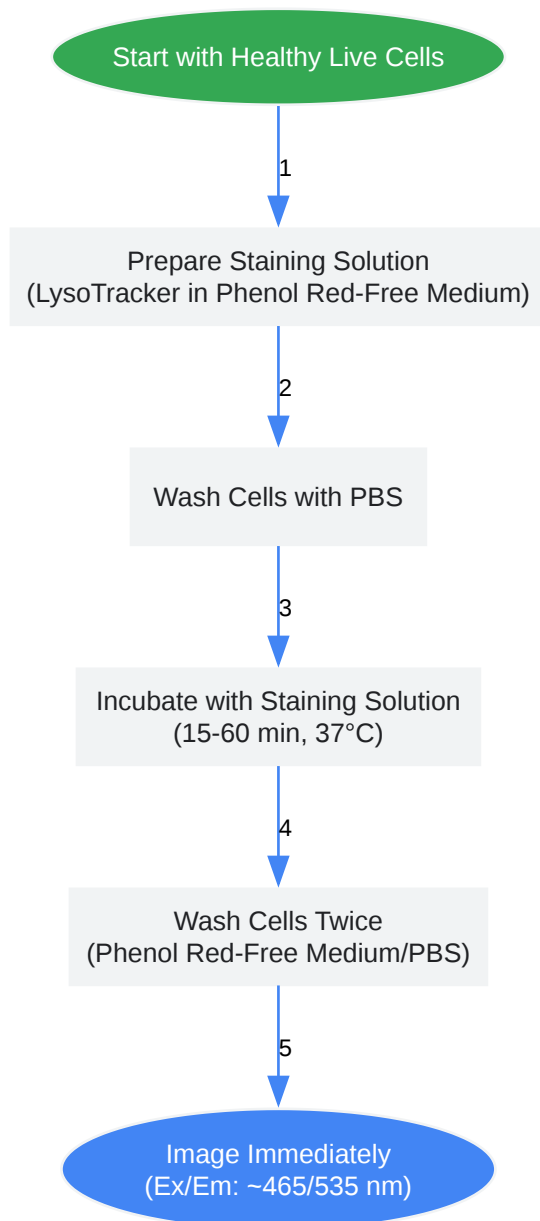 Start with Healthy Live Cells
1
Prepare Staining Solution
(LysoTracker in Phenol Red-Free Medium)
2
Wash Cells with PBS
3
Incubate with Staining Solution
(15-60 min, 37°C)
4
Wash Cells Twice
(Phenol Red-Free Medium/PBS)
5
Image Immediately
(Ex/Em: ~465/535 nm)